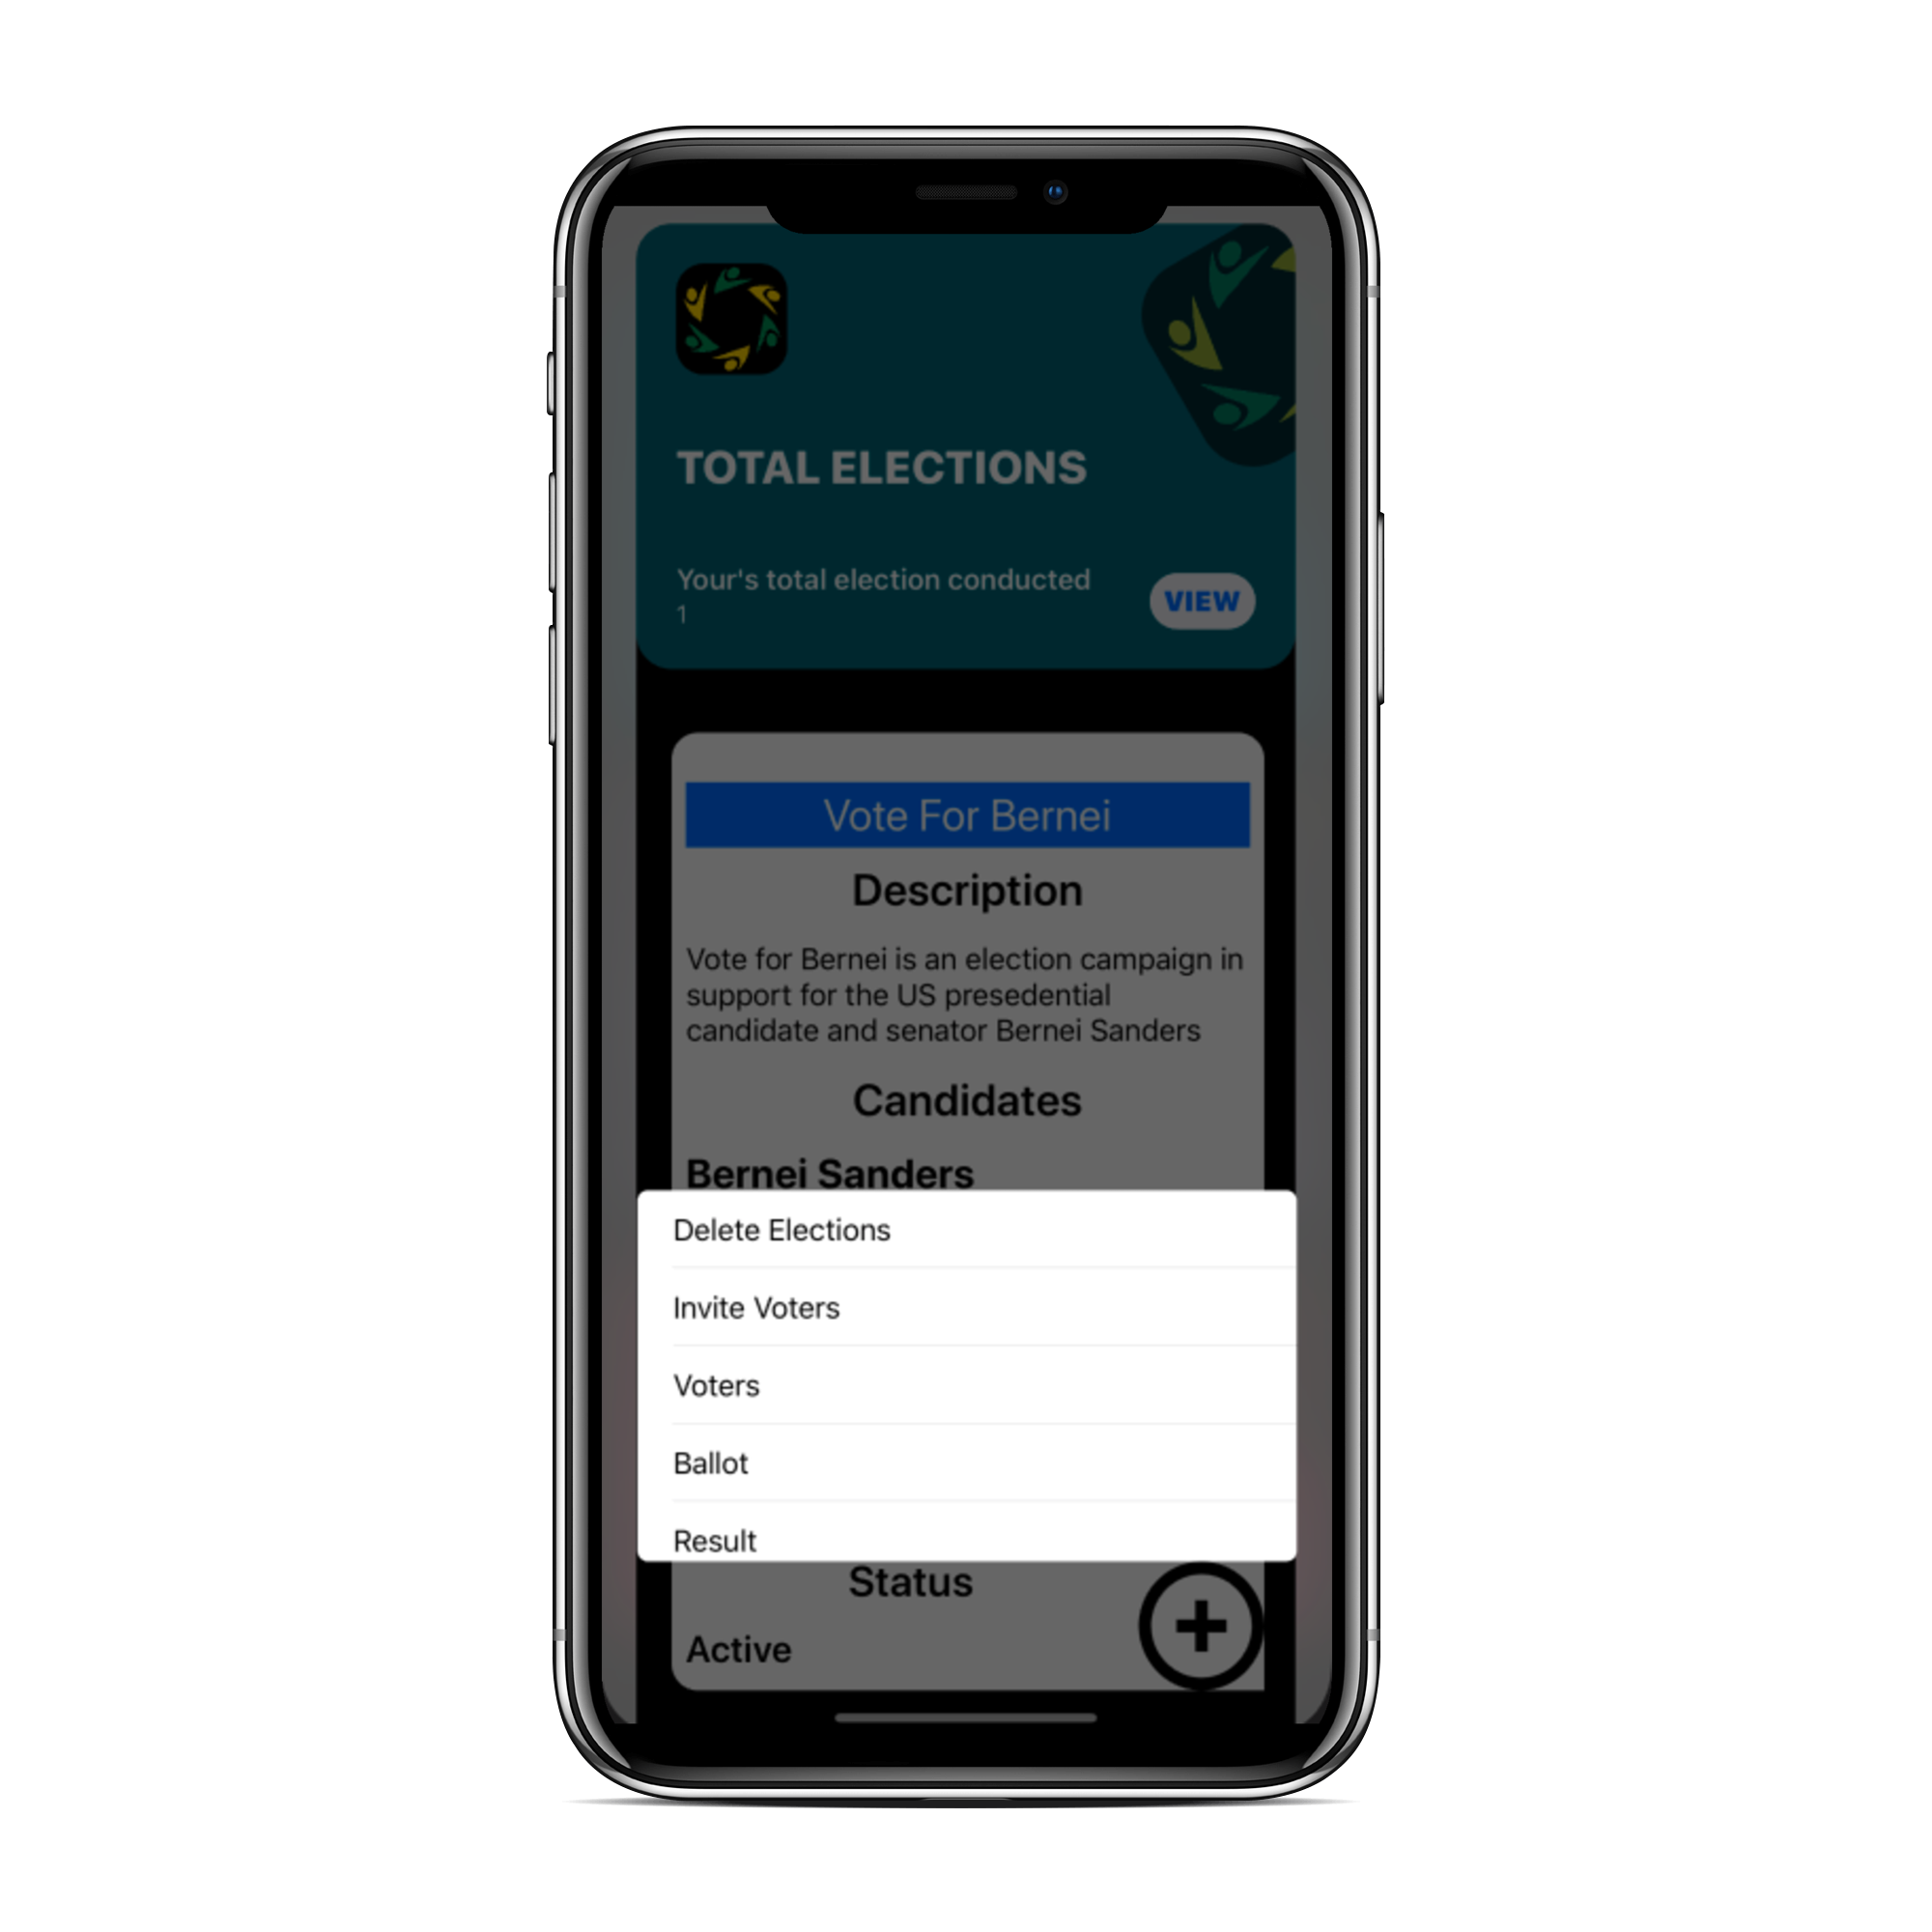 TOTAL ELECTIONS
Your's total election conducted
1
VIEW
Vote For Bernei
Description
Vote for Bernei is an election campaign in
support for the US presedential
candidate and senator Bernei Sanders
Candidates
Bernei Sanders
Delete Elections
Invite Voters
Voters
Ballot
Result
Status
Active